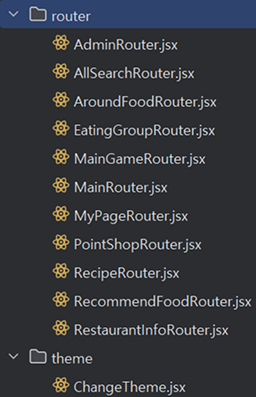 router
AdminRouter.jsx
AllSearchRouter.jsx
AroundFoodRouter.jsx
EatingGroupRouter.jsx
MainGameRouter.jsx
MainRouter.jsx
MyPageRouter.jsx
PointShopRouter.jsx
RecipeRouter.jsx
RecommendFoodRouter.jsx
RestaurantInfoRouter.jsx
theme
ChangeTheme.jsx